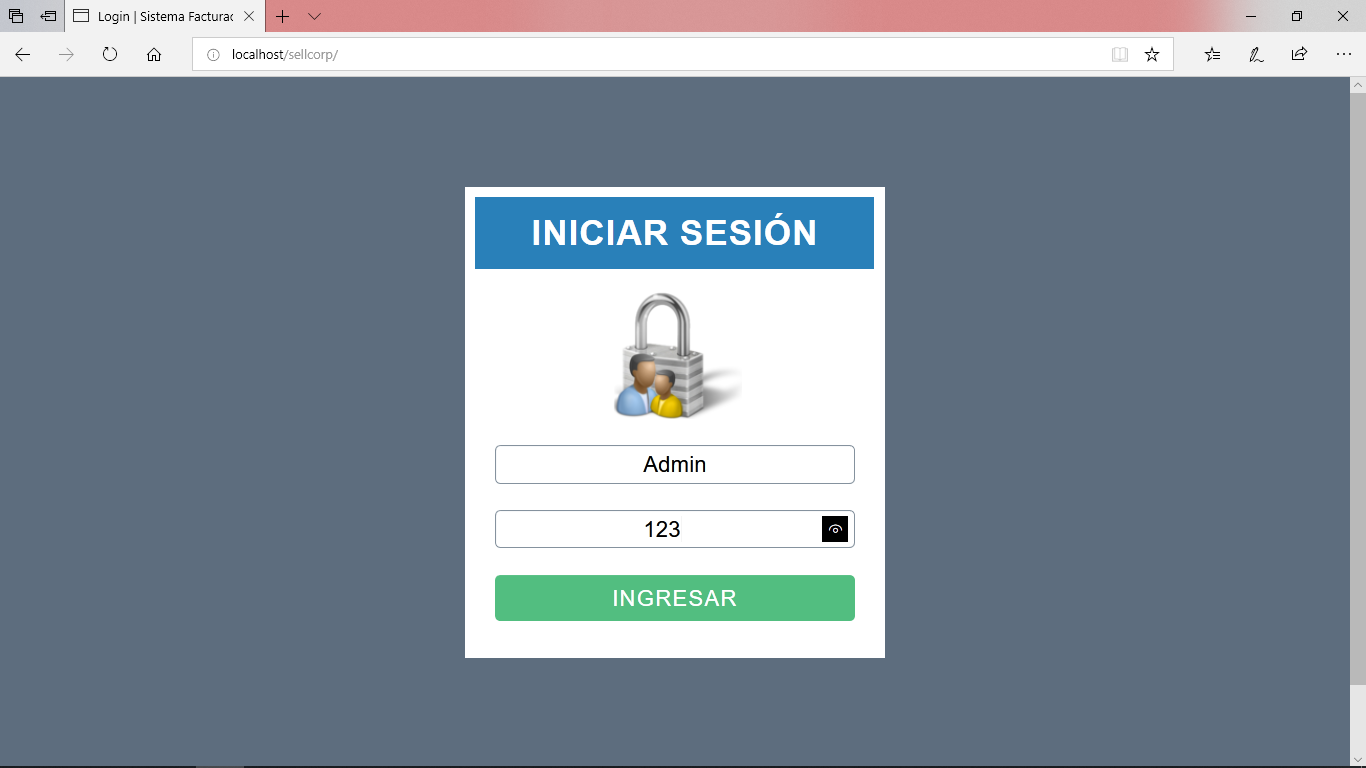 Login | Sistema Facturac
localhost/sellcorp/
INICIAR SESIÓN
Admin
123
INGRESAR